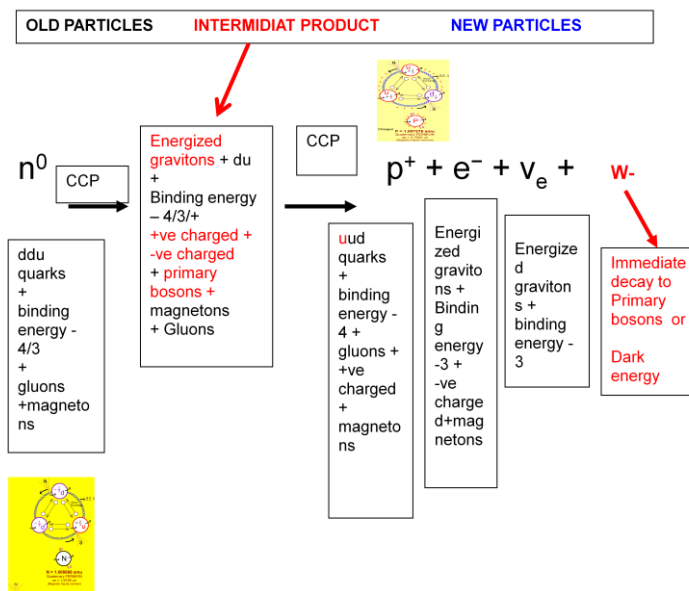 OLD PARTICLES INTERMIDIAT PRODUCT NEW PARTICLES
n⁰
CCP
Energized
gravitons + du
+
Binding energy
– 4/3/+
+ve charged +
-ve charged
+ primary
bosons +
magnetons
+ Gluons
CCP
p⁺ + e⁻ + νₑ + W-
ddu
quarks
+
binding
energy -
4/3
+
gluons
+magneto
ns
uud
quarks
+
binding
energy -
4 +
gluons +
+ve
charged
+
magneto
ns
Energi
zed
gravito
ns +
Bindin
g
energy
-3 +
-ve
charge
d+mag
netons
Energize
d
graviton
s +
binding
energy -
3
Immediate
decay to
Primary
bosons or
Dark
energy